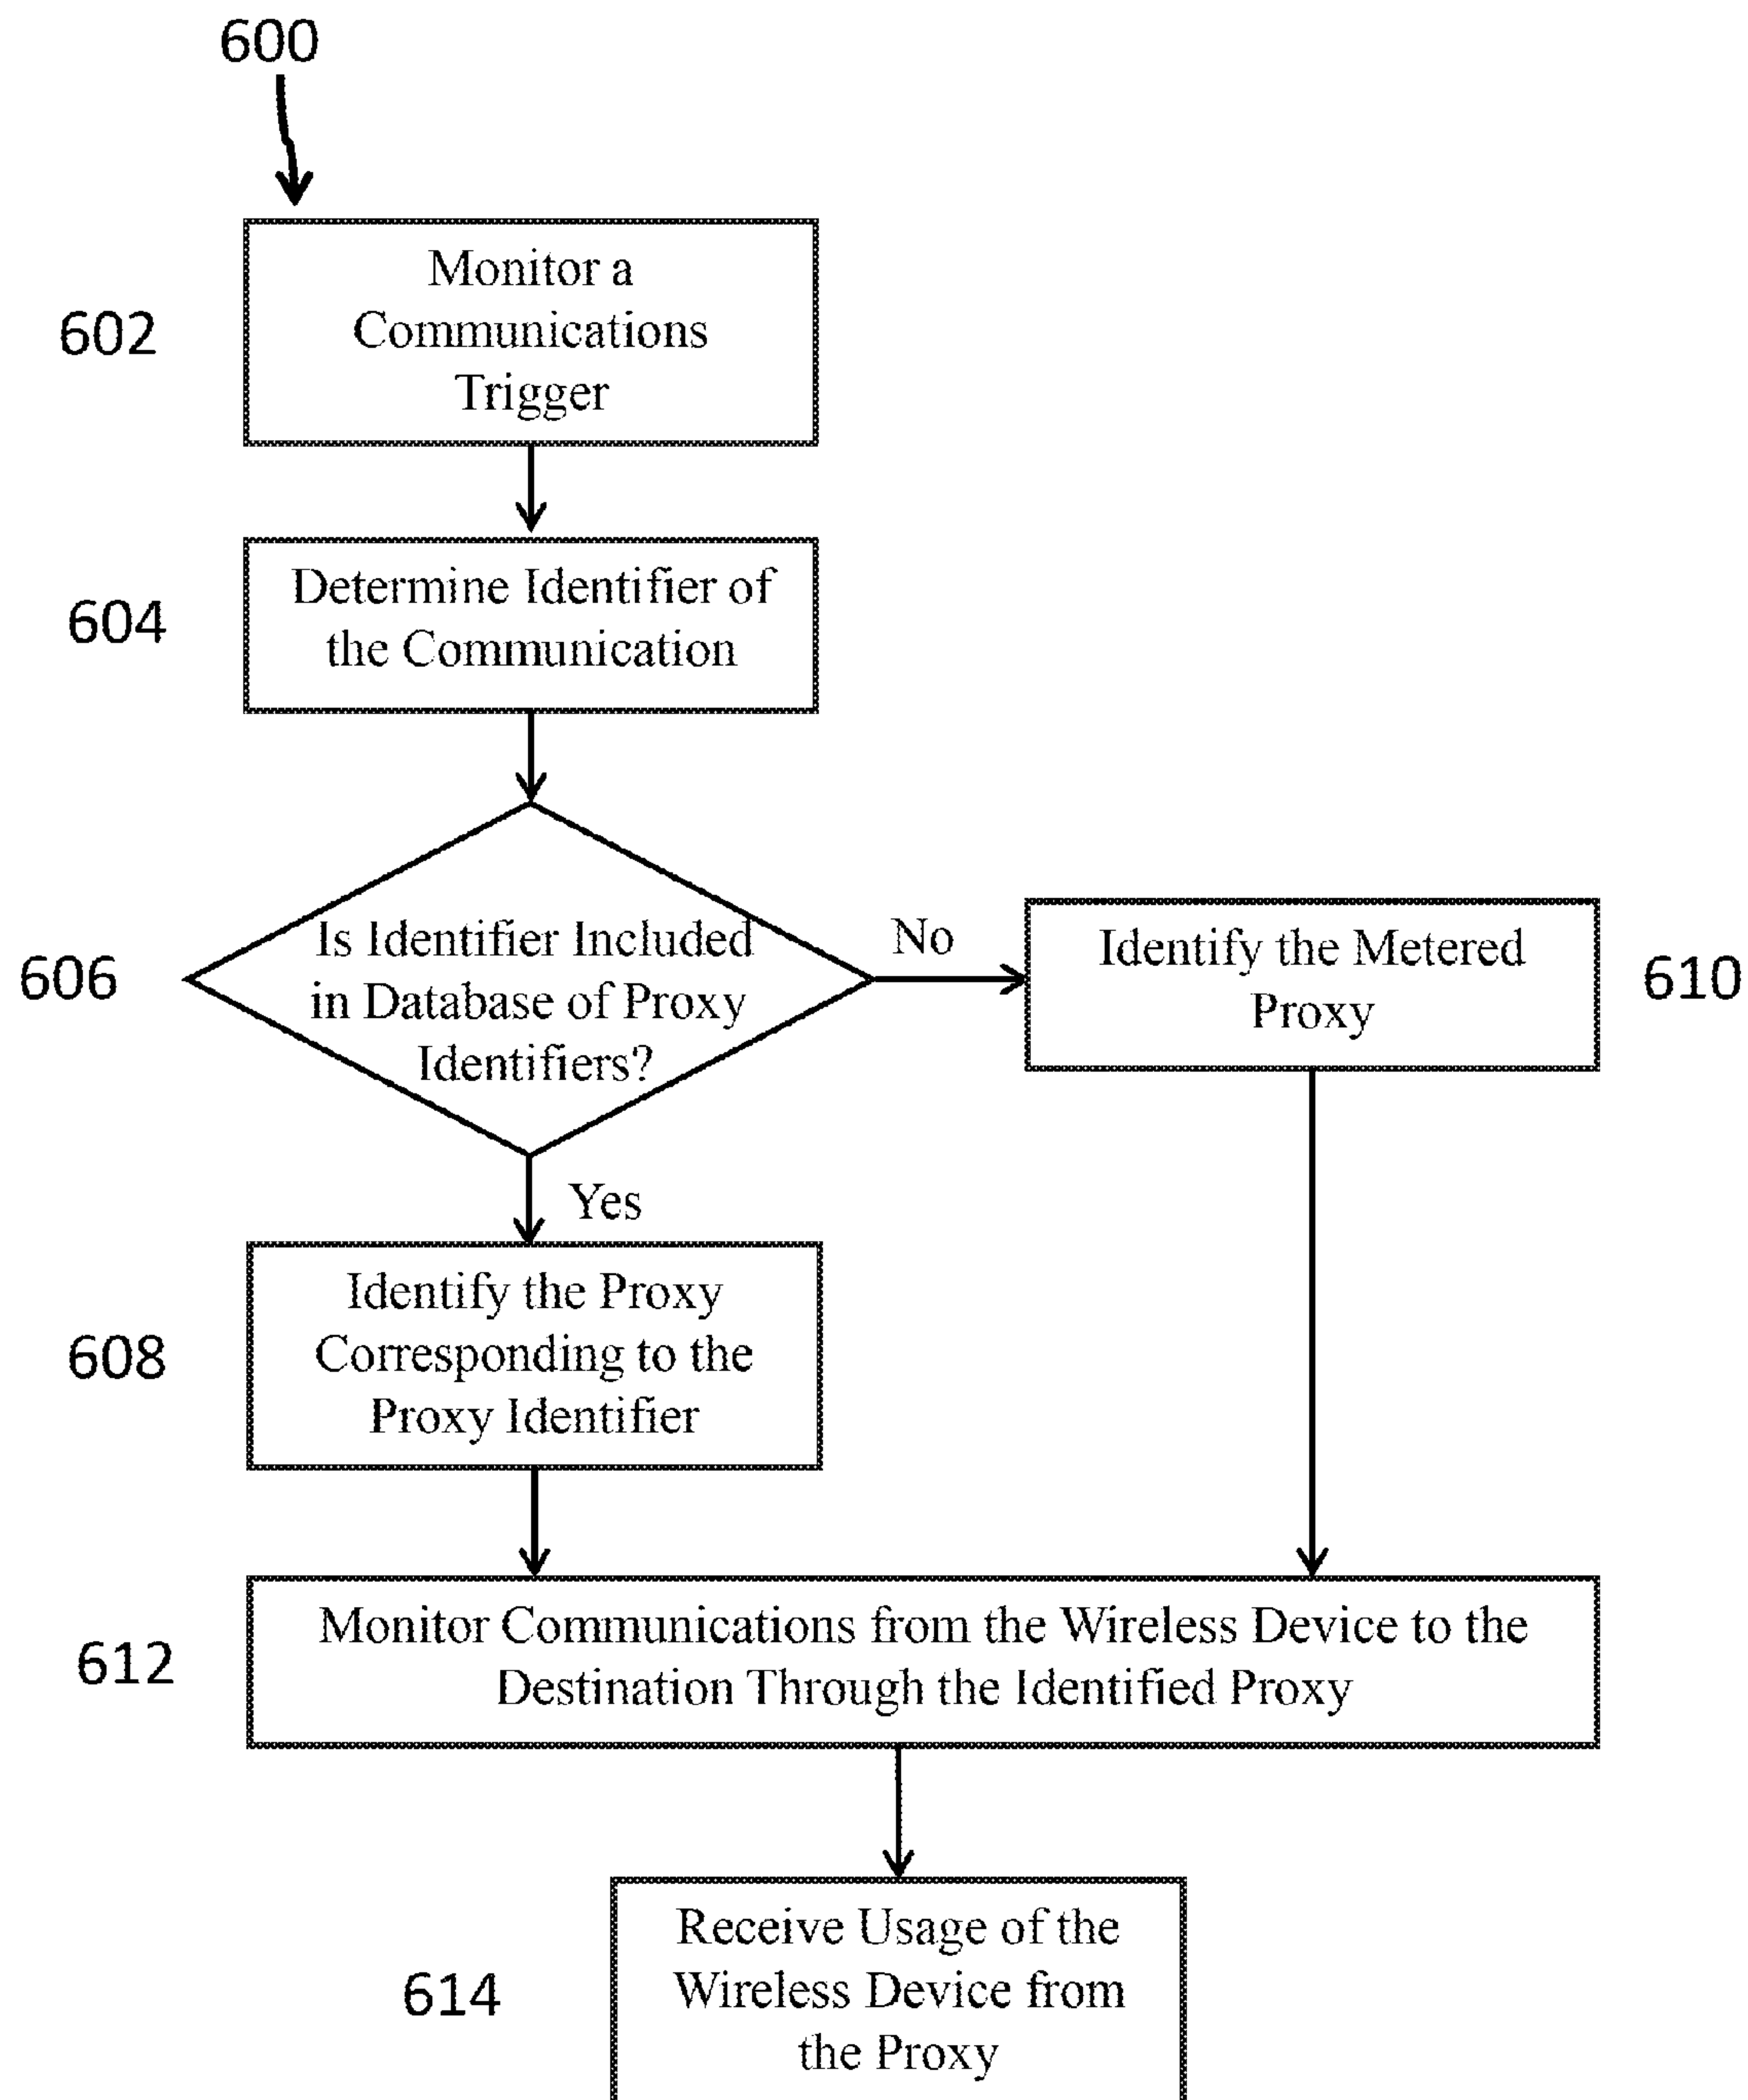 600
602
Monitor a
Communications
Trigger
604
Determine Identifier of
the Communication
606
Is Identifier Included
in Database of Proxy
Identifiers?
No
Identify the Metered
Proxy
610
Yes
608
Identify the Proxy
Corresponding to the
Proxy Identifier
612
Monitor Communications from the Wireless Device to the
Destination Through the Identified Proxy
614
Receive Usage of the
Wireless Device from
the Proxy